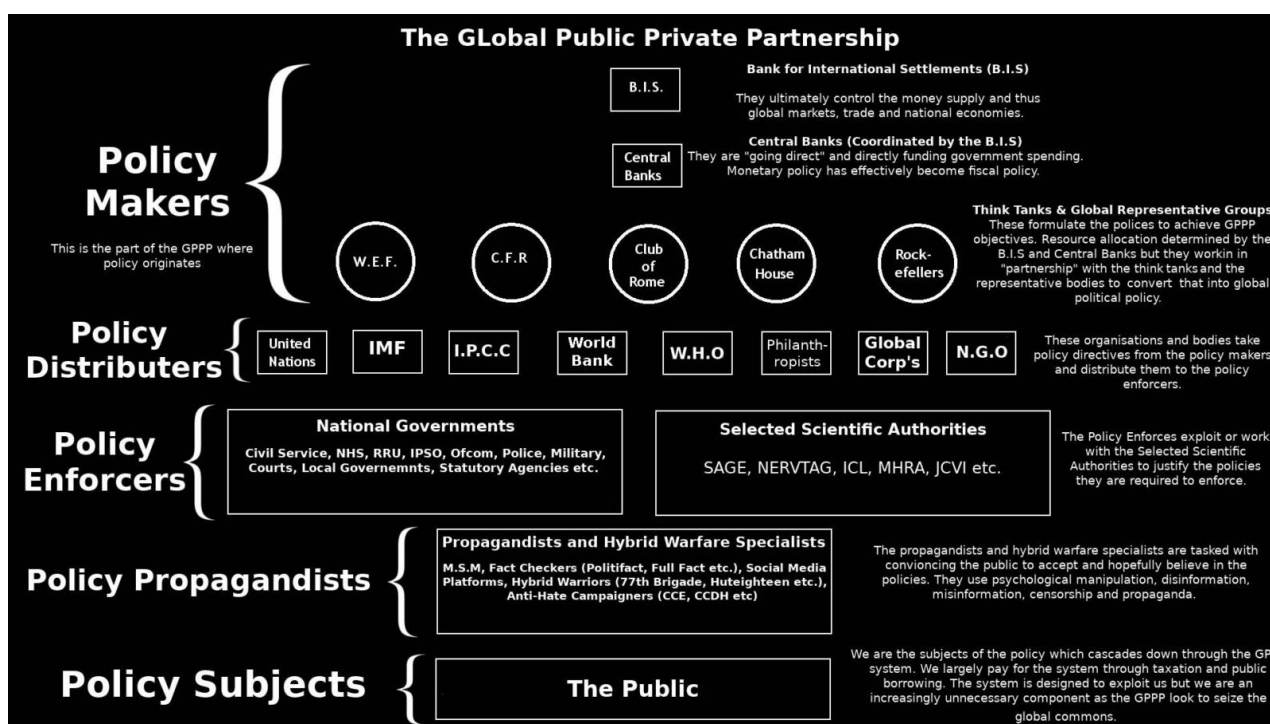 The GLobal Public Private Partnership
Policy
Makers
This is the part of the GPPP where
policy originates
B.I.S.
Bank for International Settlements (B.I.S)
They ultimately control the money supply and thus
global markets, trade and national economies.
Central
Banks
Central Banks (Coordinated by the B.I.S)
They are "going direct" and directly funding government spending.
Monetary policy has effectively become fiscal policy.
W.E.F.
C.F.R
Club
of
Rome
Chatham
House
Rock-
efellers
Think Tanks & Global Representative Groups
These formulate the polices to achieve GPPP
objectives. Resource allocation determined by the
B.I.S and Central Banks but they workin in
"partnership" with the think tanks and the
representative bodies to convert that into global
political policy.
Policy
Distributers
United
Nations
IMF
I.P.C.C
World
Bank
W.H.O
Philanth-
ropists
Global
Corp's
N.G.O
These organisations and bodies take
policy directives from the policy makers
and distribute them to the policy
enforcers.
Policy
Enforcers
National Governments
Civil Service, NHS, RRU, IPSO, Ofcom, Police, Military,
Courts, Local Governemnts, Statutory Agencies etc.
Selected Scientific Authorities
SAGE, NERVTAG, ICL, MHRA, JCVI etc.
The Policy Enforces exploit or work
with the Selected Scientific
Authorities to justify the policies
they are required to enforce.
Policy Propagandists
Propagandists and Hybrid Warfare Specialists
M.S.M, Fact Checkers (Politifact, Full Fact etc.), Social Media
Platforms, Hybrid Warriors (77th Brigade, Huteighteen etc.),
Anti-Hate Campaigners (CCE, CCDH etc)
The propagandists and hybrid warfare specialists are tasked with
convioncing the public to accept and hopefully believe in the
policies. They use psychological manipulation, disinformation,
misinformation, censorship and propaganda.
Policy Subjects
The Public
We are the subjects of the policy which cascades down through the GP
system. We largely pay for the system through taxation and public
borrowing. The system is designed to exploit us but we are an
increasingly unnecessary component as the GPPP look to seize the
global commons.